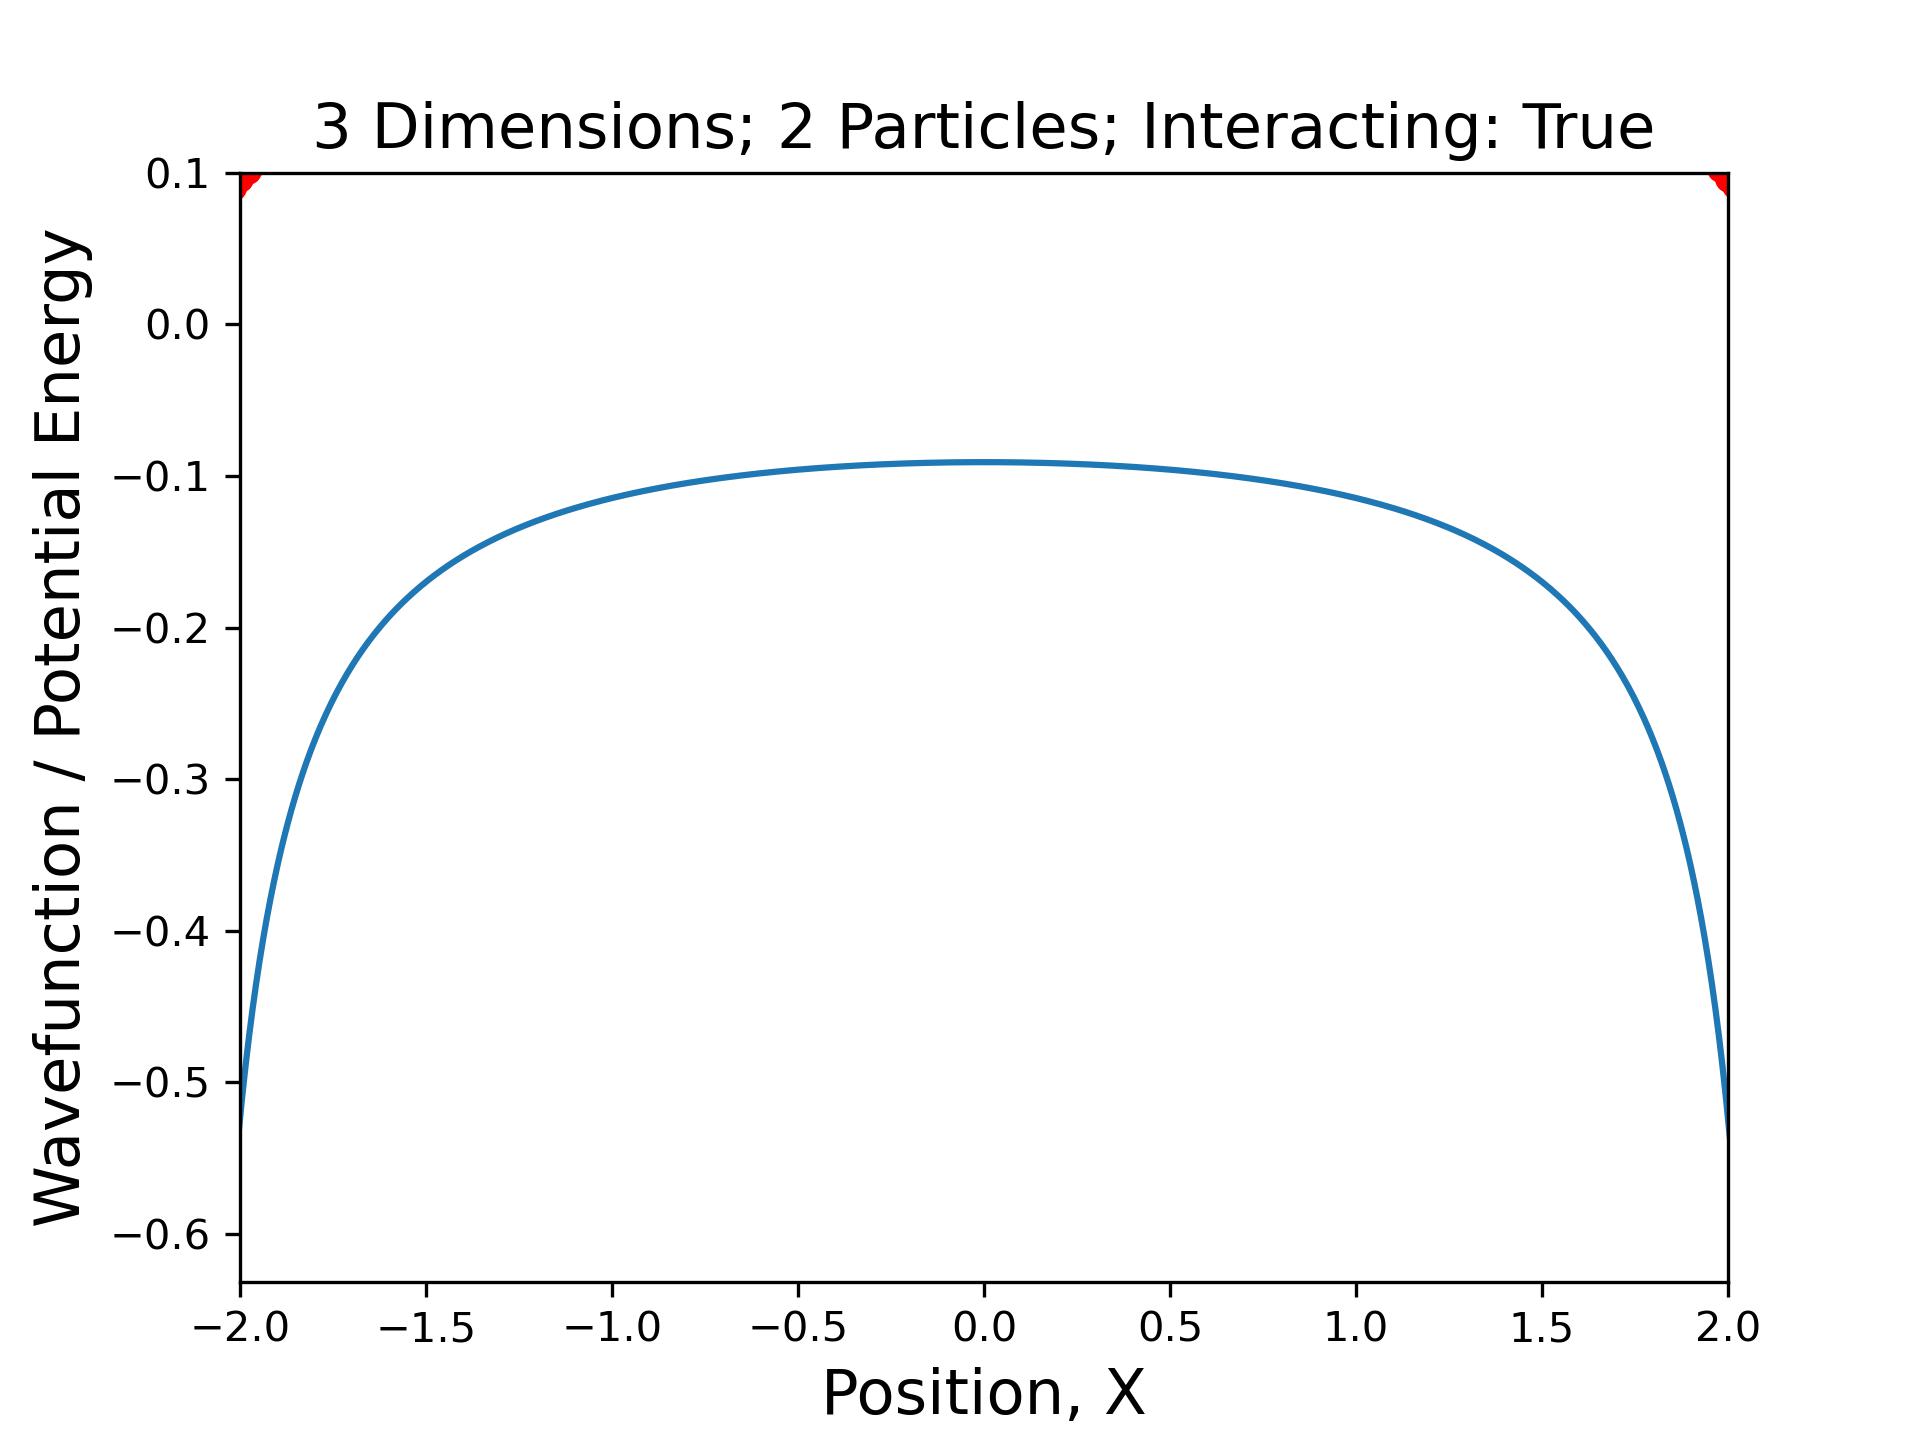 3 Dimensions; 2 Particles; Interacting: True
Wavefunction / Potential Energy
0.1
0.0
−0.1
−0.2
−0.3
−0.4
−0.5
−0.6
−2.0 −1.5 −1.0 −0.5 0.0 0.5 1.0 1.5 2.0
Position, X